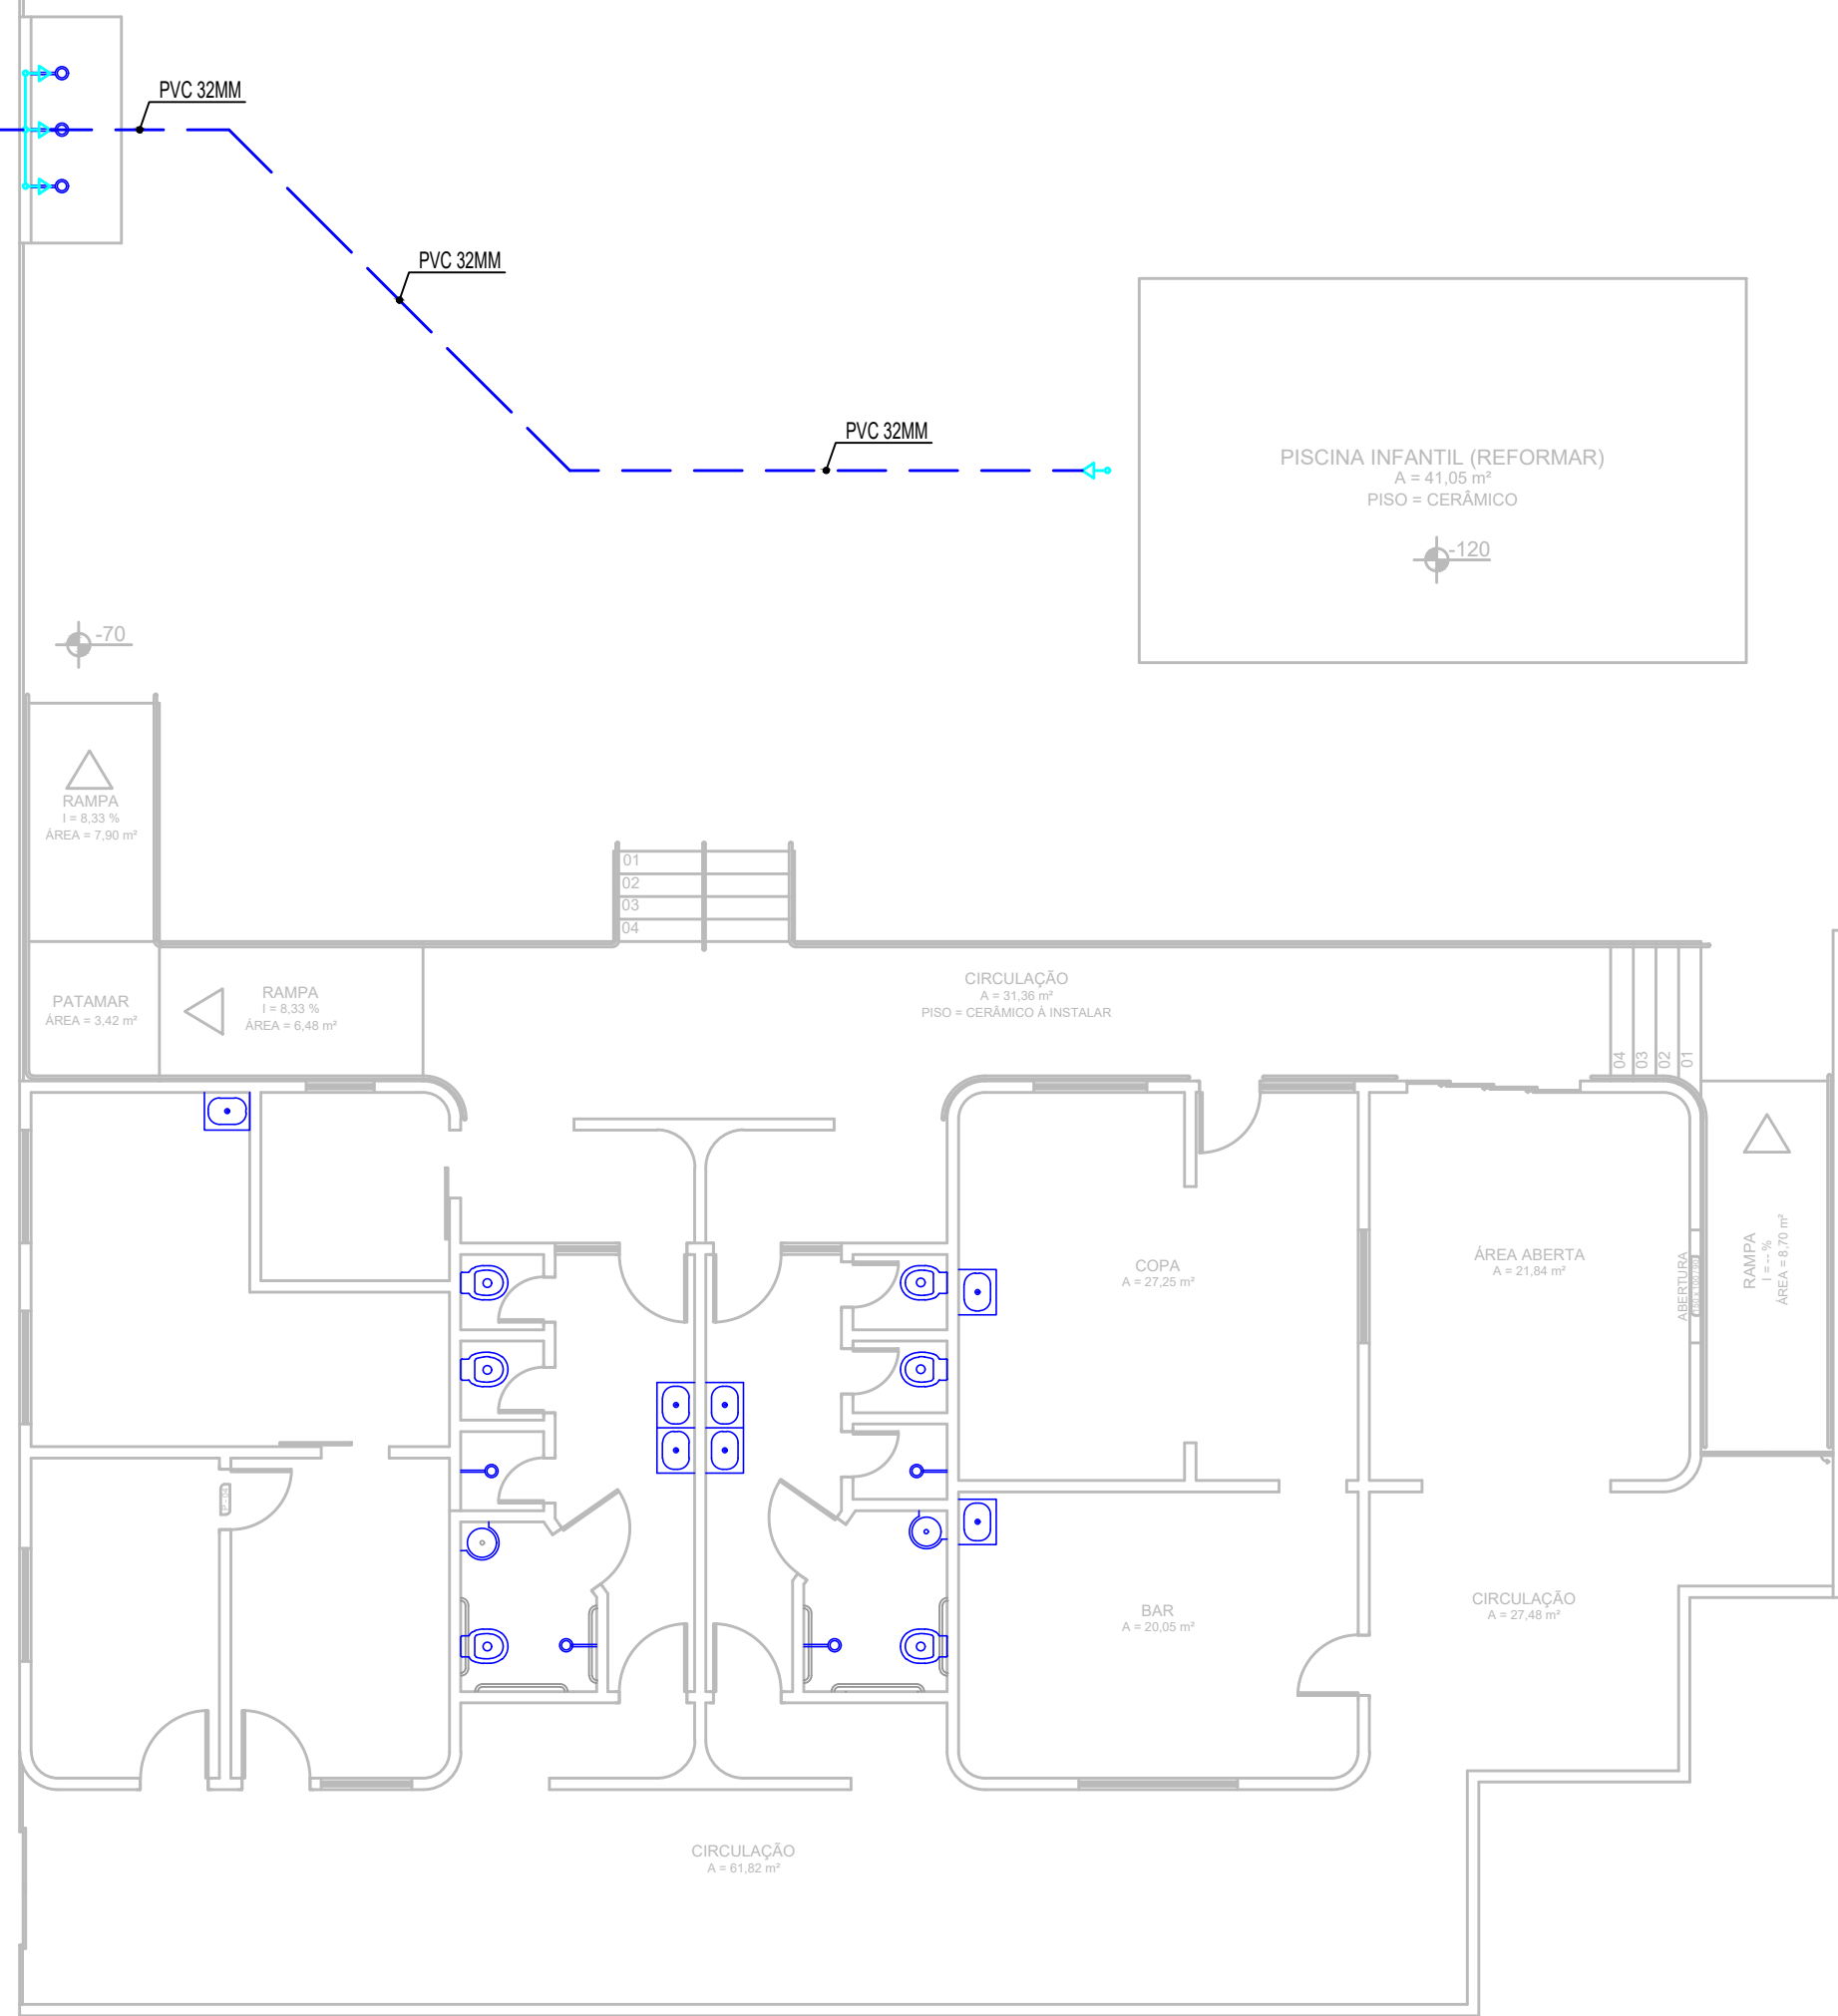 PVC 32MM
PVC 32MM
PVC 32MM
PISCINA INFANTIL (REFORMAR)
A = 41,05 m²
PISO = CERÂMICO
-120
-70
RAMPA
I = 8,33 %
ÁREA = 7,90 m²
01
02
03
04
PATAMAR
ÁREA = 3,42 m²
RAMPA
I = 8,33 %
ÁREA = 6,48 m²
CIRCULAÇÃO
A = 31,36 m²
PISO = CERÂMICO À INSTALAR
04
03
02
01
COPA
A = 27,25 m²
ÁREA ABERTA
A = 21,84 m²
ABERTURA
RAMPA
I = -- %
ÁREA = 8,70 m²
BAR
A = 20,05 m²
CIRCULAÇÃO
A = 27,48 m²
CIRCULAÇÃO
A = 61,82 m²